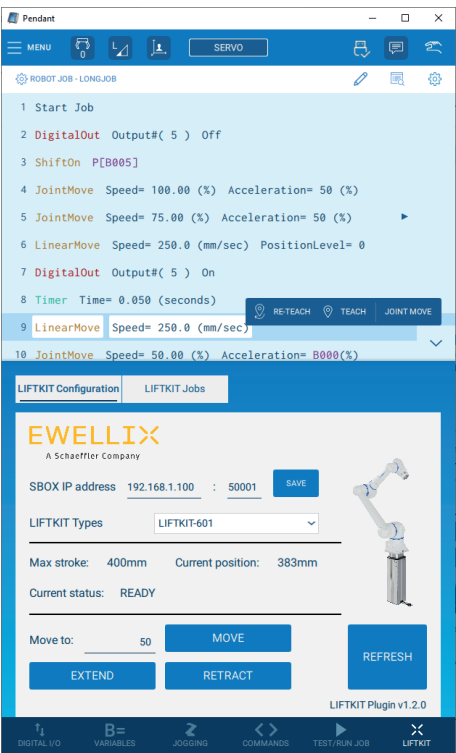 Pendant
MENU 0 SERVO
ROBOT JOB - LONGJOB
1 Start Job
2 DigitalOut Output#( 5 ) Off
3 ShiftOn P[B005]
4 JointMove Speed= 100.00 (%) Acceleration= 50 (%)
5 JointMove Speed= 75.00 (%) Acceleration= 50 (%)
6 LinearMove Speed= 250.0 (mm/sec) PositionLevel= 0
7 DigitalOut Output#( 5 ) On
8 Timer Time= 0.050 (seconds)
RE-TEACH TEACH JOINT MOVE
9 LinearMove Speed= 250.0 (mm/sec)
10 JointMove Speed= 50.00 (%) Acceleration= B000(%)
LIFTKIT Configuration LIFTKIT Jobs
EWELLIX
A Schaeffler Company
SBOX IP address 192.168.1.100 : 50001 SAVE
LIFTKIT Types LIFTKIT-601
Max stroke: 400mm Current position: 383mm
Current status: READY
Move to: 50 MOVE
EXTEND RETRACT REFRESH
LIFTKIT Plugin v1.2.0
DIGITAL I/O B= VARIABLES JOGGING COMMANDS TEST/RUN JOB LIFTKIT